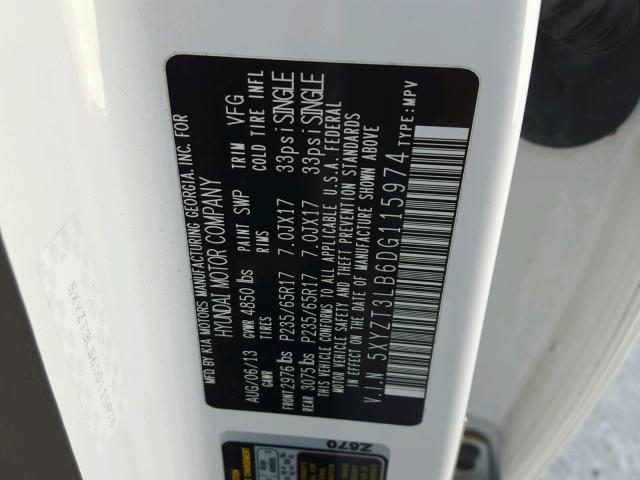 MFD BY KIA MOTORS MANUFACTURING GEORGIA. INC. FOR
HYUNDAI MOTOR COMPANY
AUG/06/13 GVWR 4850 lbs PAINT SWP TRIM VFG
GAWR TIRES RIMS COLD TIRE INFL
FRONT 2976 lbs P235/65R17 7.0JX17 33psi SINGLE
REAR 3075 lbs P235/65R17 7.0JX17 33psi SINGLE
THIS VEHICLE CONFORMS TO ALL APPLICABLE U.S.A. FEDERAL
MOTOR VEHICLE SAFETY AND THEFT PREVENTION STANDARDS
IN EFFECT ON THE DATE OF MANUFACTURE SHOWN ABOVE
V.I.N 5XYZT3LB6DG115974 TYPE:MPV
5XYZT3LB6DG115974
Z670